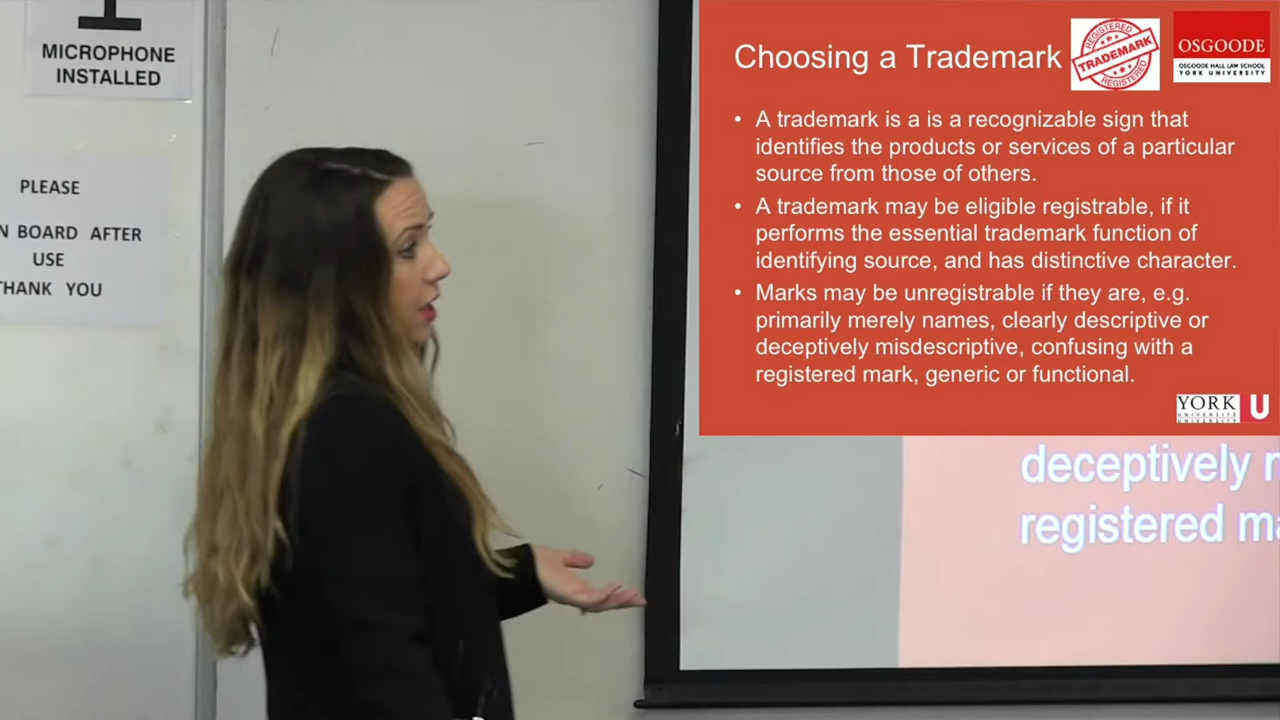 MICROPHONE
INSTALLED
PLEASE
N BOARD AFTER
USE
THANK YOU
Choosing a Trademark
REGISTERED
TRADEMARK
REGISTERED
OSGOODE
OSGOODE HALL LAW SCHOOL
YORK UNIVERSITY
• A trademark is a is a recognizable sign that
identifies the products or services of a particular
source from those of others.
• A trademark may be eligible registrable, if it
performs the essential trademark function of
identifying source, and has distinctive character.
• Marks may be unregistrable if they are, e.g.
primarily merely names, clearly descriptive or
deceptively misdescriptive, confusing with a
registered mark, generic or functional.
YORK U
UNIVERSITÉ
UNIVERSITY
deceptively
registered